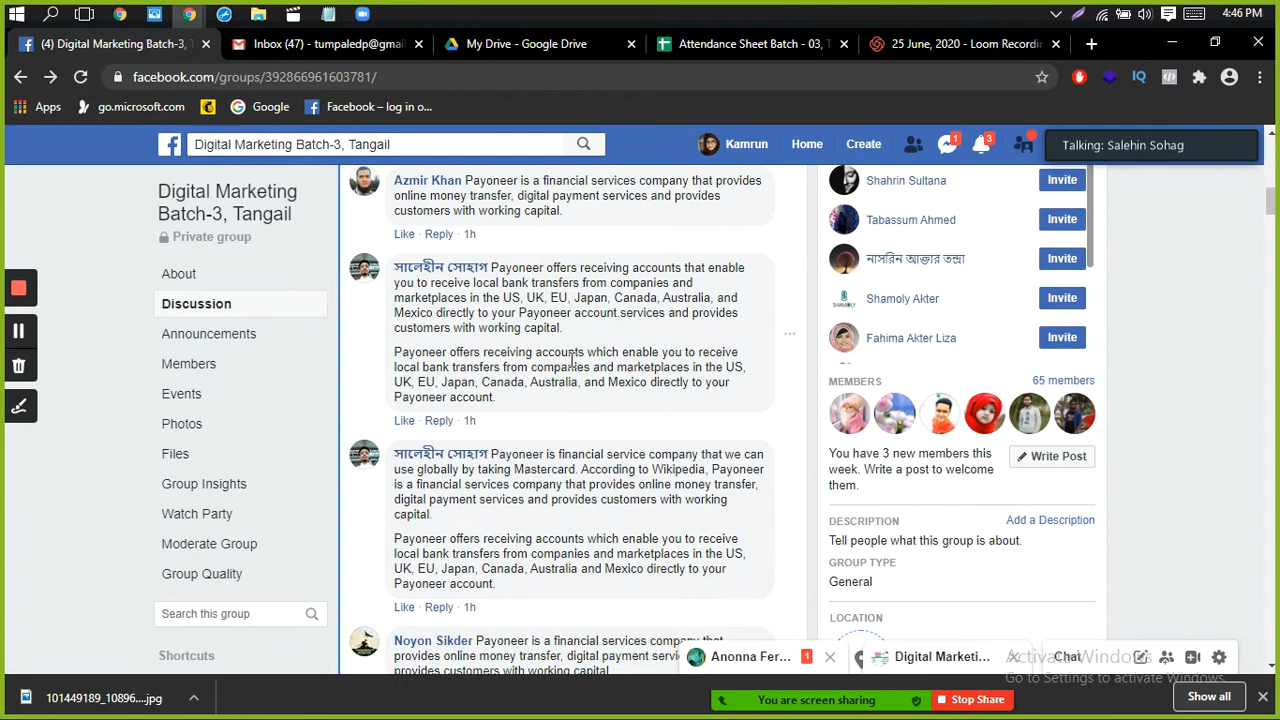 4:46 PM
(4) Digital Marketing Batch-3, T
Inbox (47) - tumpaledp@gmai
My Drive - Google Drive
Attendance Sheet Batch - 03, T
25 June, 2020 - Loom Recordin
facebook.com/groups/392866961603781/
Apps
go.microsoft.com
Google
Facebook – log in o...
Digital Marketing Batch-3, Tangail
Kamrun
Home
Create
1
3
Talking: Salehin Sohag
Digital Marketing
Batch-3, Tangail
Private group
About
Discussion
Announcements
Members
Events
Photos
Files
Group Insights
Watch Party
Moderate Group
Group Quality
Search this group
Shortcuts
Azmir Khan Payoneer is a financial services company that provides
online money transfer, digital payment services and provides
customers with working capital.
Like · Reply · 1h
সালেহীন সোহাগ Payoneer offers receiving accounts that enable
you to receive local bank transfers from companies and
marketplaces in the US, UK, EU, Japan, Canada, Australia, and
Mexico directly to your Payoneer account.services and provides
customers with working capital.
Payoneer offers receiving accounts which enable you to receive
local bank transfers from companies and marketplaces in the US,
UK, EU, Japan, Canada, Australia, and Mexico directly to your
Payoneer account.
Like · Reply · 1h
সালেহীন সোহাগ Payoneer is financial service company that we can
use globally by taking Mastercard. According to Wikipedia, Payoneer
is a financial services company that provides online money transfer,
digital payment services and provides customers with working
capital.
Payoneer offers receiving accounts which enable you to receive
local bank transfers from companies and marketplaces in the US,
UK, EU, Japan, Canada, Australia and Mexico directly to your
Payoneer account.
Like · Reply · 1h
Noyon Sikder Payoneer is a financial services company that
provides online money transfer, digital payment
customers with working capital.
Shahrin Sultana
Invite
Tabassum Ahmed
Invite
নাসরিন আক্তার তন্দ্রা
Invite
Shamoly Akter
Invite
Fahima Akter Liza
Invite
MEMBERS
65 members
You have 3 new members this
week. Write a post to welcome
them.
Write Post
DESCRIPTION
Add a Description
Tell people what this group is about.
GROUP TYPE
General
LOCATION
Anonna Fer...
1
Digital Marketi...
Chat
Activate Windows
Go to Settings to activate Windows.
101449189_10896....jpg
You are screen sharing
Stop Share
Show all